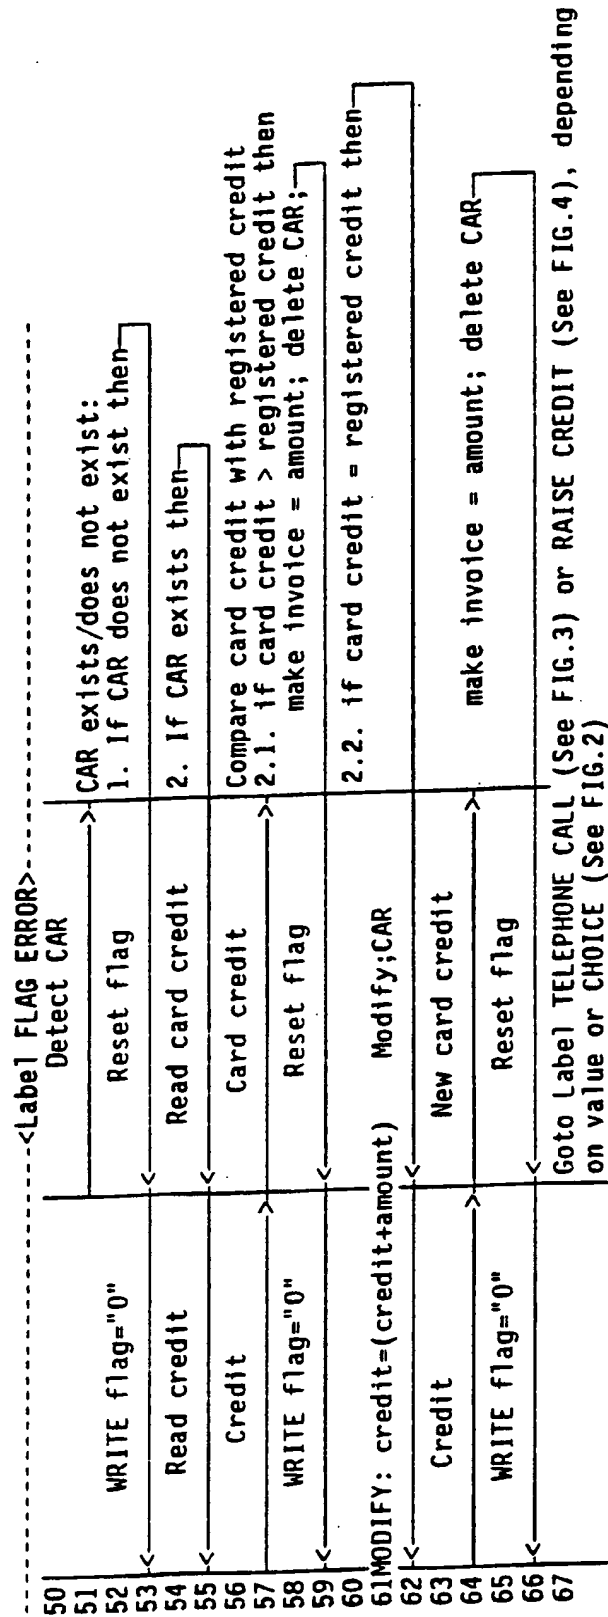 <Label FLAG ERROR>
50 Detect CAR
51 CAR exists/does not exist:
52 WRITE flag="0" Reset flag 1. If CAR does not exist then
53
54 Read credit Read card credit 2. If CAR exists then
55
56 Credit Card credit Compare card credit with registered credit
57 2.1. if card credit > registered credit then
58 WRITE flag="0" Reset flag make invoice = amount; delete CAR;
59
60 2.2. if card credit = registered credit then
61 MODIFY: credit=(credit+amount) Modify;CAR
62
63 Credit New card credit
64 make invoice = amount; delete CAR
65 WRITE flag="0" Reset flag
66
67 Goto Label TELEPHONE CALL (See FIG.3) or RAISE CREDIT (See FIG.4), depending
on value or CHOICE (See FIG.2)